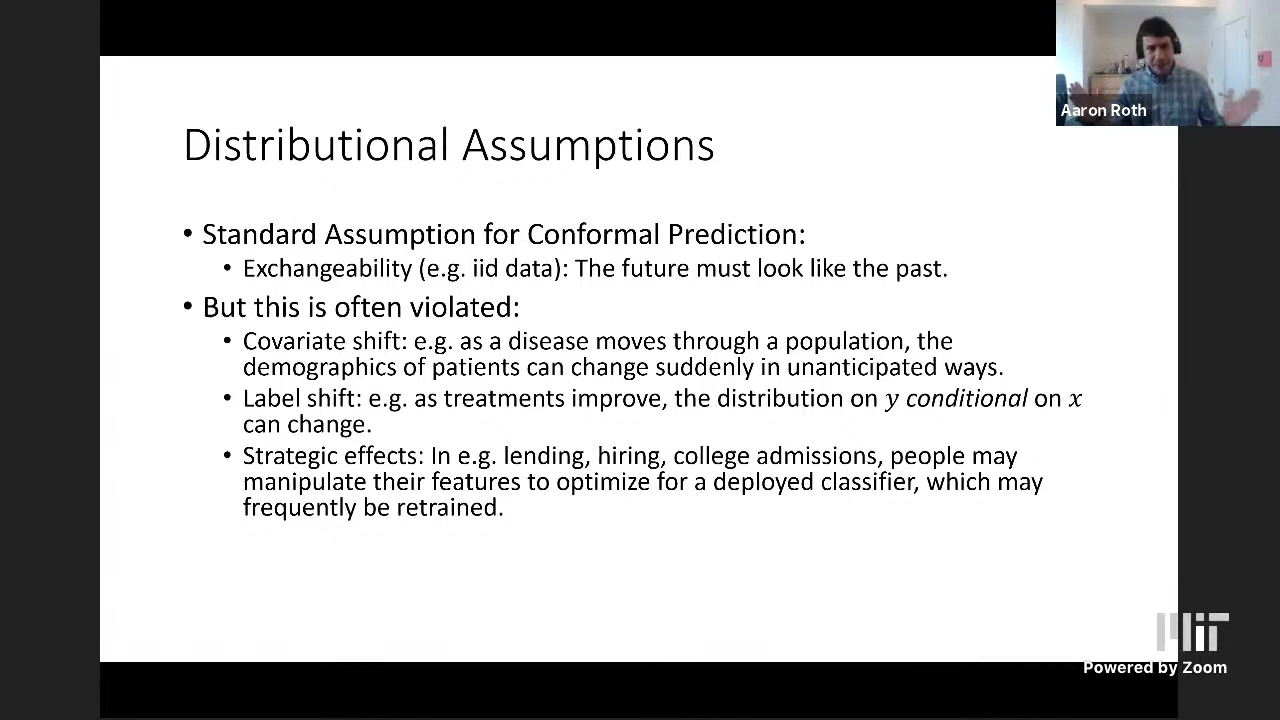 Aaron Roth
Distributional Assumptions
• Standard Assumption for Conformal Prediction:
• Exchangeability (e.g. iid data): The future must look like the past.
• But this is often violated:
• Covariate shift: e.g. as a disease moves through a population, the
demographics of patients can change suddenly in unanticipated ways.
• Label shift: e.g. as treatments improve, the distribution on y conditional on x
can change.
• Strategic effects: In e.g. lending, hiring, college admissions, people may
manipulate their features to optimize for a deployed classifier, which may
frequently be retrained.
MIT
Powered by Zoom